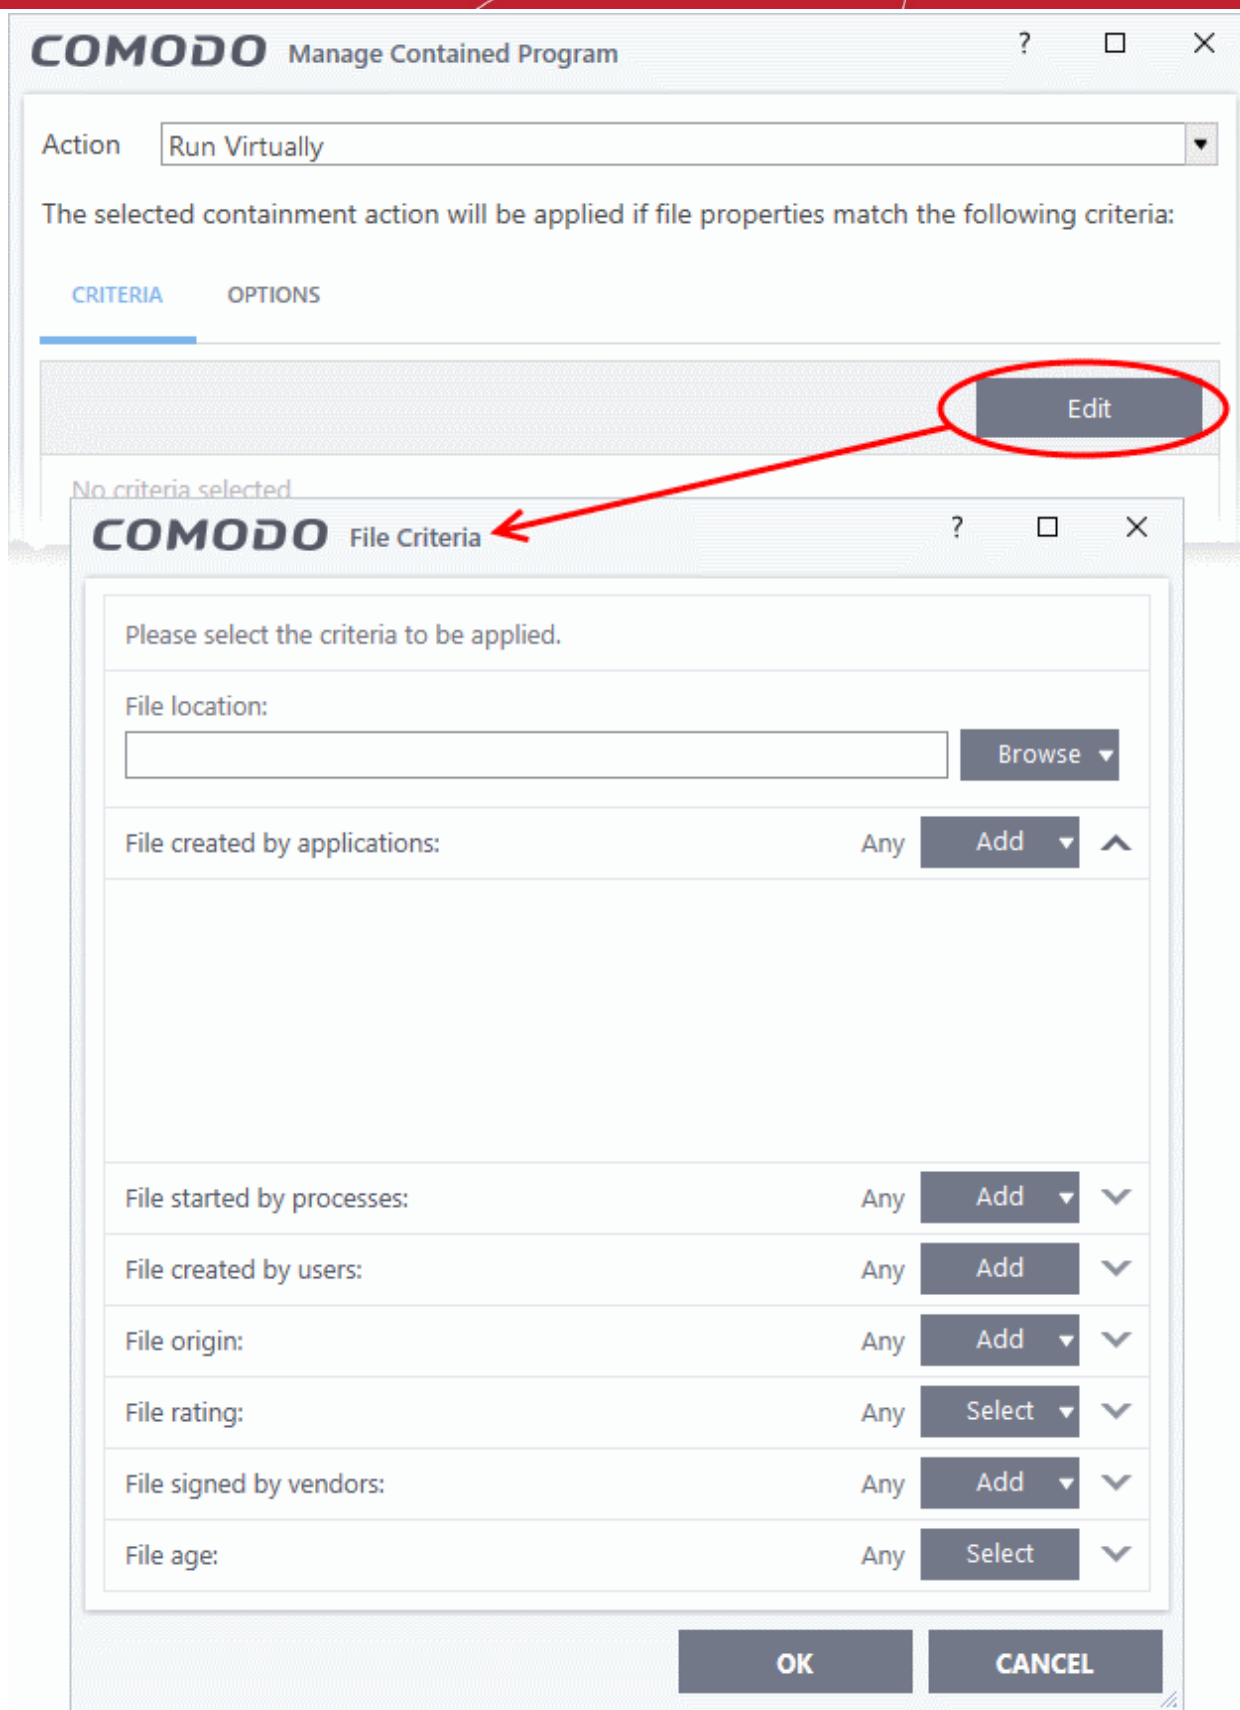 COMODO Manage Contained Program ?
Action Run Virtually
The selected containment action will be applied if file properties match the following criteria:
CRITERIA OPTIONS
Edit
No criteria selected
COMODO File Criteria ?
Please select the criteria to be applied.
File location:
Browse
File created by applications: Any Add
File started by processes: Any Add
File created by users: Any Add
File origin: Any Add
File rating: Any Select
File signed by vendors: Any Add
File age: Any Select
OK CANCEL